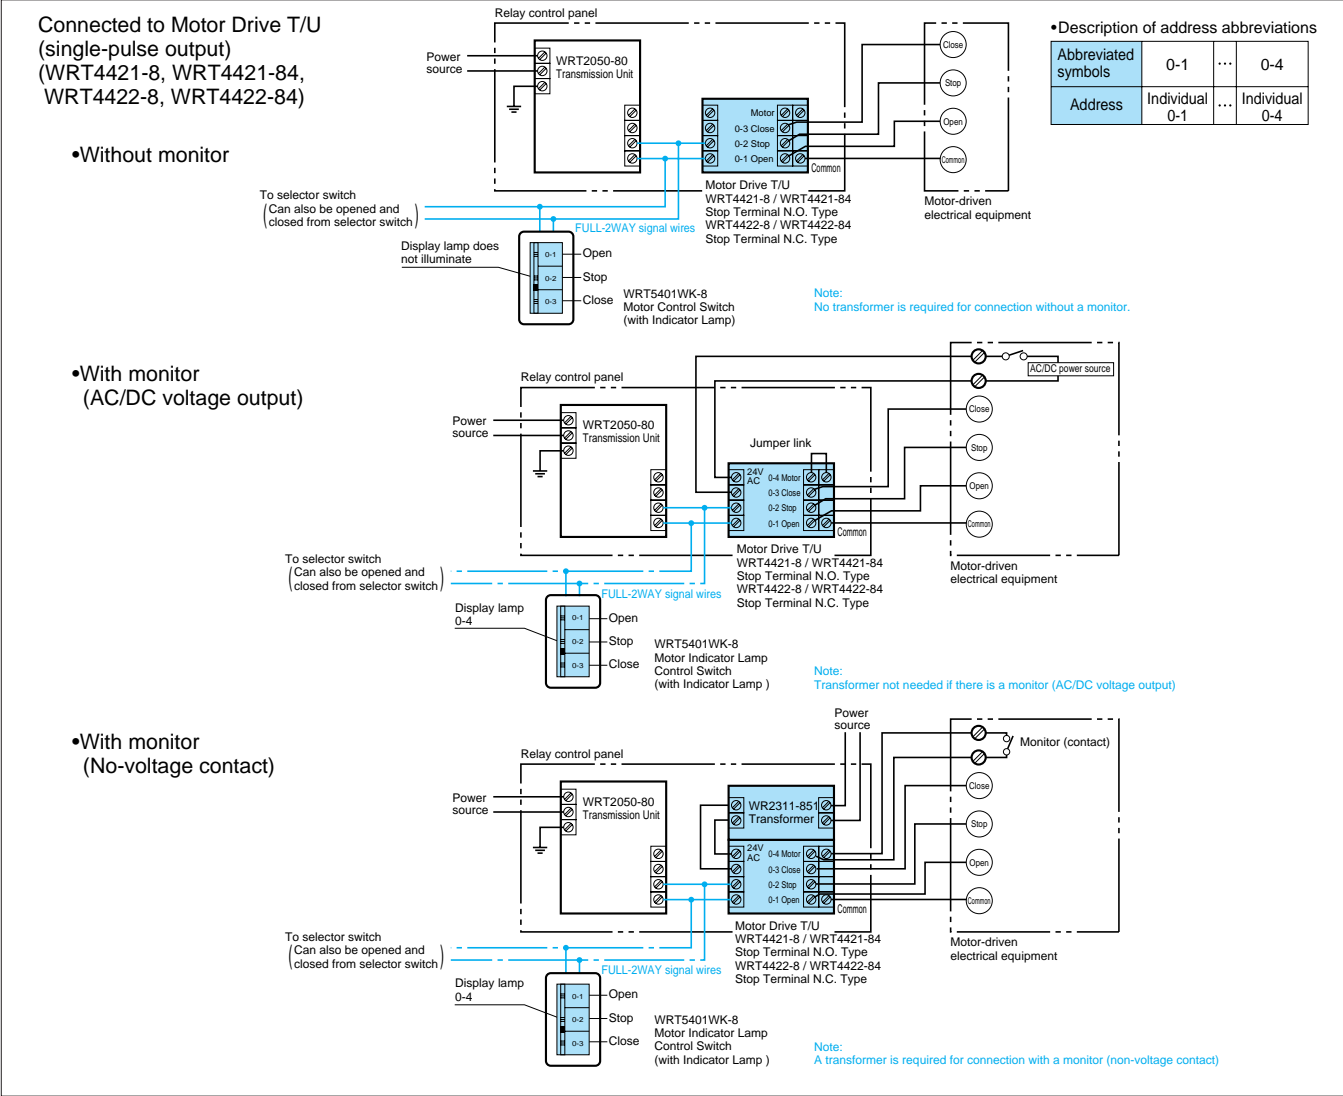 Connected to Motor Drive T/U
(single-pulse output)
(WRT4421-8, WRT4421-84,
WRT4422-8, WRT4422-84)
•Description of address abbreviations
Abbreviated symbols 0-1 ... 0-4
Address Individual 0-1 ... Individual 0-4
•Without monitor
Relay control panel
Power
source
WRT2050-80
Transmission Unit
Motor
0-3 Close
0-2 Stop
0-1 Open
Common
Close
Stop
Open
Common
Motor Drive T/U
WRT4421-8 / WRT4421-84
Stop Terminal N.O. Type
WRT4422-8 / WRT4422-84
Stop Terminal N.C. Type
Motor-driven
electrical equipment
To selector switch
(Can also be opened and
closed from selector switch)
FULL-2WAY signal wires
Display lamp does
not illuminate
0-1
Open
0-2
Stop
0-3
Close
WRT5401WK-8
Motor Control Switch
(with Indicator Lamp)
Note:
No transformer is required for connection without a monitor.
•With monitor
(AC/DC voltage output)
Relay control panel
Power
source
WRT2050-80
Transmission Unit
Jumper link
24V
AC
0-4 Motor
0-3 Close
0-2 Stop
0-1 Open
Common
AC/DC power source
Close
Stop
Open
Common
Motor Drive T/U
WRT4421-8 / WRT4421-84
Stop Terminal N.O. Type
WRT4422-8 / WRT4422-84
Stop Terminal N.C. Type
Motor-driven
electrical equipment
To selector switch
(Can also be opened and
closed from selector switch)
FULL-2WAY signal wires
Display lamp
0-4
0-1
Open
0-2
Stop
0-3
Close
WRT5401WK-8
Motor Indicator Lamp
Control Switch
(with Indicator Lamp )
Note:
Transformer not needed if there is a monitor (AC/DC voltage output)
•With monitor
(No-voltage contact)
Power
source
Relay control panel
Power
source
WRT2050-80
Transmission Unit
WR2311-851
Transformer
24V
AC
0-4 Motor
0-3 Close
0-2 Stop
0-1 Open
Common
Monitor (contact)
Close
Stop
Open
Common
Motor Drive T/U
WRT4421-8 / WRT4421-84
Stop Terminal N.O. Type
WRT4422-8 / WRT4422-84
Stop Terminal N.C. Type
Motor-driven
electrical equipment
To selector switch
(Can also be opened and
closed from selector switch)
FULL-2WAY signal wires
Display lamp
0-4
0-1
Open
0-2
Stop
0-3
Close
WRT5401WK-8
Motor Indicator Lamp
Control Switch
(with Indicator Lamp )
Note:
A transformer is required for connection with a monitor (non-voltage contact)